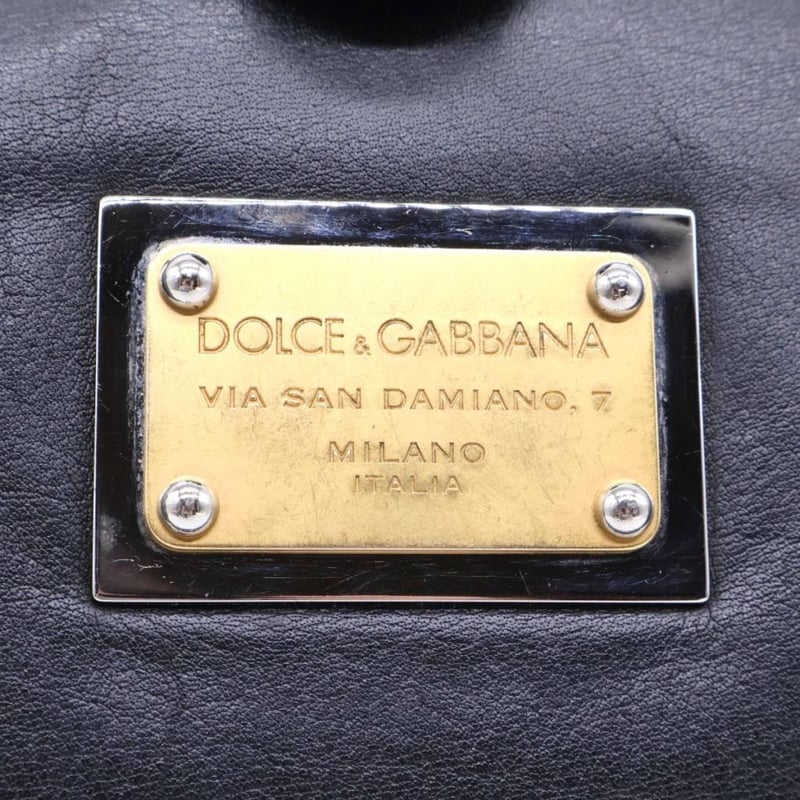 DOLCE & GABBANA
VIA SAN DAMIANO, 7
MILANO
ITALIA